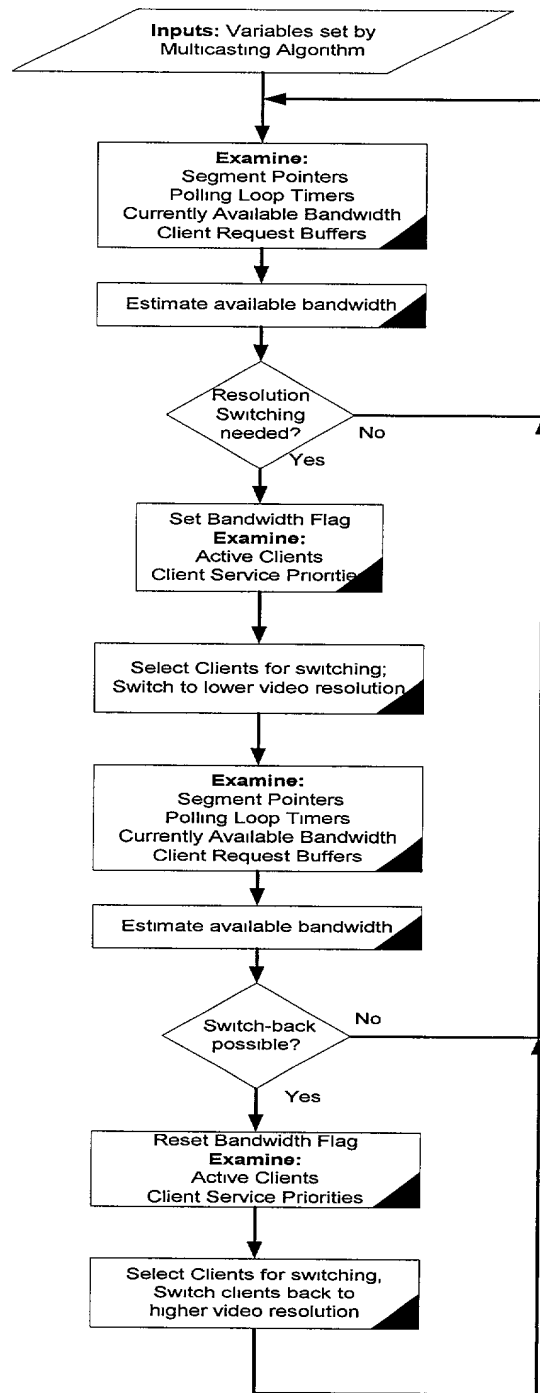 Inputs: Variables set by
Multicasting Algorithm
Examine:
Segment Pointers
Polling Loop Timers
Currently Available Bandwidth
Client Request Buffers
Estimate available bandwidth
Resolution
Switching
needed?
No
Yes
Set Bandwidth Flag
Examine:
Active Clients
Client Service Priorities
Select Clients for switching;
Switch to lower video resolution
Examine:
Segment Pointers
Polling Loop Timers
Currently Available Bandwidth
Client Request Buffers
Estimate available bandwidth
No
Switch-back
possible?
Yes
Reset Bandwidth Flag
Examine:
Active Clients
Client Service Priorities
Select Clients for switching,
Switch clients back to
higher video resolution